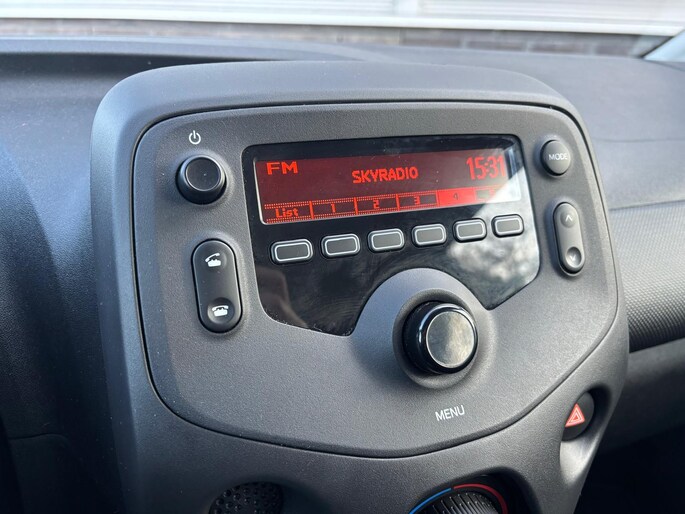 FM
15:31
MODE
SKYRADIO
List 1 2 3 4
MENU